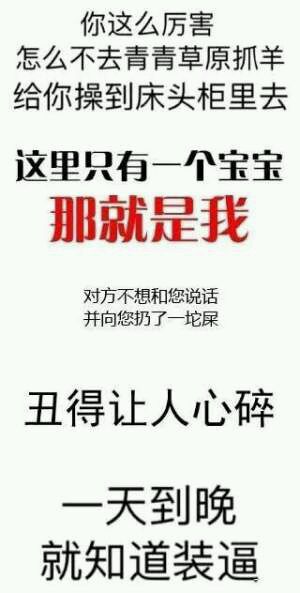 你这么厉害
怎么不去青青草原抓羊
给你操到床头柜里去
这里只有一个宝宝
那就是我
对方不想和您说话
并向您扔了一坨屎
丑得让人心碎
一天到晚
就知道装逼